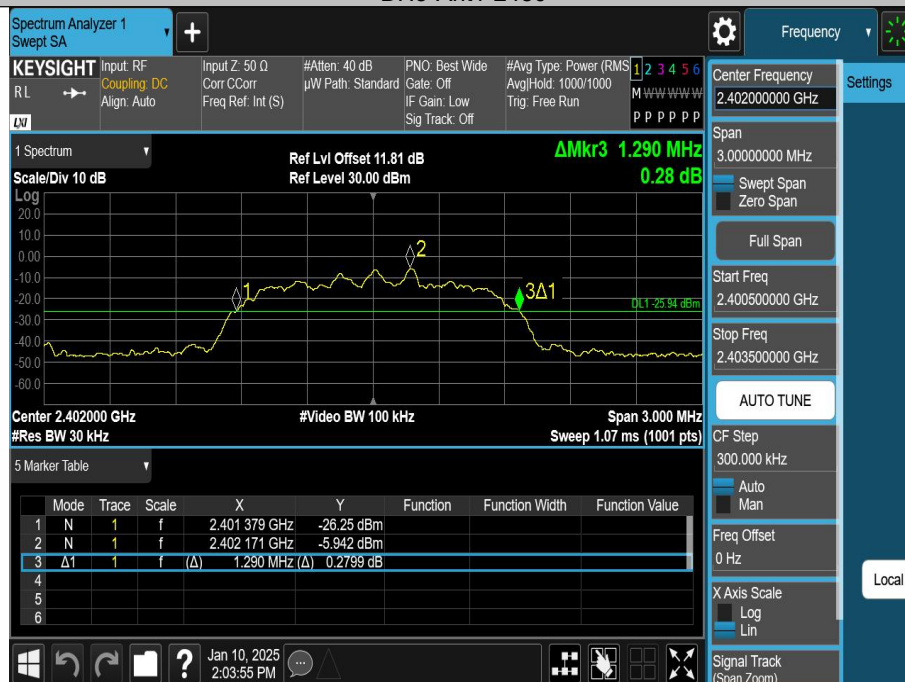 Spectrum Analyzer 1
Swept SA
Frequency
KEYSIGHT
RL
LXI
Input: RF
Coupling: DC
Align: Auto
Input Z: 50 Ω
Corr CCorr
Freq Ref: Int (S)
#Atten: 40 dB
µW Path: Standard
PNO: Best Wide
Gate: Off
IF Gain: Low
Sig Track: Off
#Avg Type: Power (RMS
Avg|Hold: 1000/1000
Trig: Free Run
1 2 3 4 5 6
M W W W W W
P P P P P P
1 Spectrum
Scale/Div 10 dB
Ref Lvl Offset 11.81 dB
Ref Level 30.00 dBm
ΔMkr3 1.290 MHz
0.28 dB
Log
20.0
10.0
0.00
-10.0
-20.0
-30.0
-40.0
-50.0
-60.0
1
2
3Δ1
DL1 -25.94 dBm
Center 2.402000 GHz
#Res BW 30 kHz
#Video BW 100 kHz
Span 3.000 MHz
Sweep 1.07 ms (1001 pts)
5 Marker Table
Mode Trace Scale X Y Function Function Width Function Value
1 N 1 f 2.401 379 GHz -26.25 dBm
2 N 1 f 2.402 171 GHz -5.942 dBm
3 Δ1 1 f (Δ) 1.290 MHz (Δ) 0.2799 dB
4
5
6
Jan 10, 2025
2:03:55 PM
Center Frequency
2.402000000 GHz
Span
3.00000000 MHz
Swept Span
Zero Span
Full Span
Start Freq
2.400500000 GHz
Stop Freq
2.403500000 GHz
AUTO TUNE
CF Step
300.000 kHz
Auto
Man
Freq Offset
0 Hz
X Axis Scale
Log
Lin
Signal Track
(Span Zoom)
Settings
Local